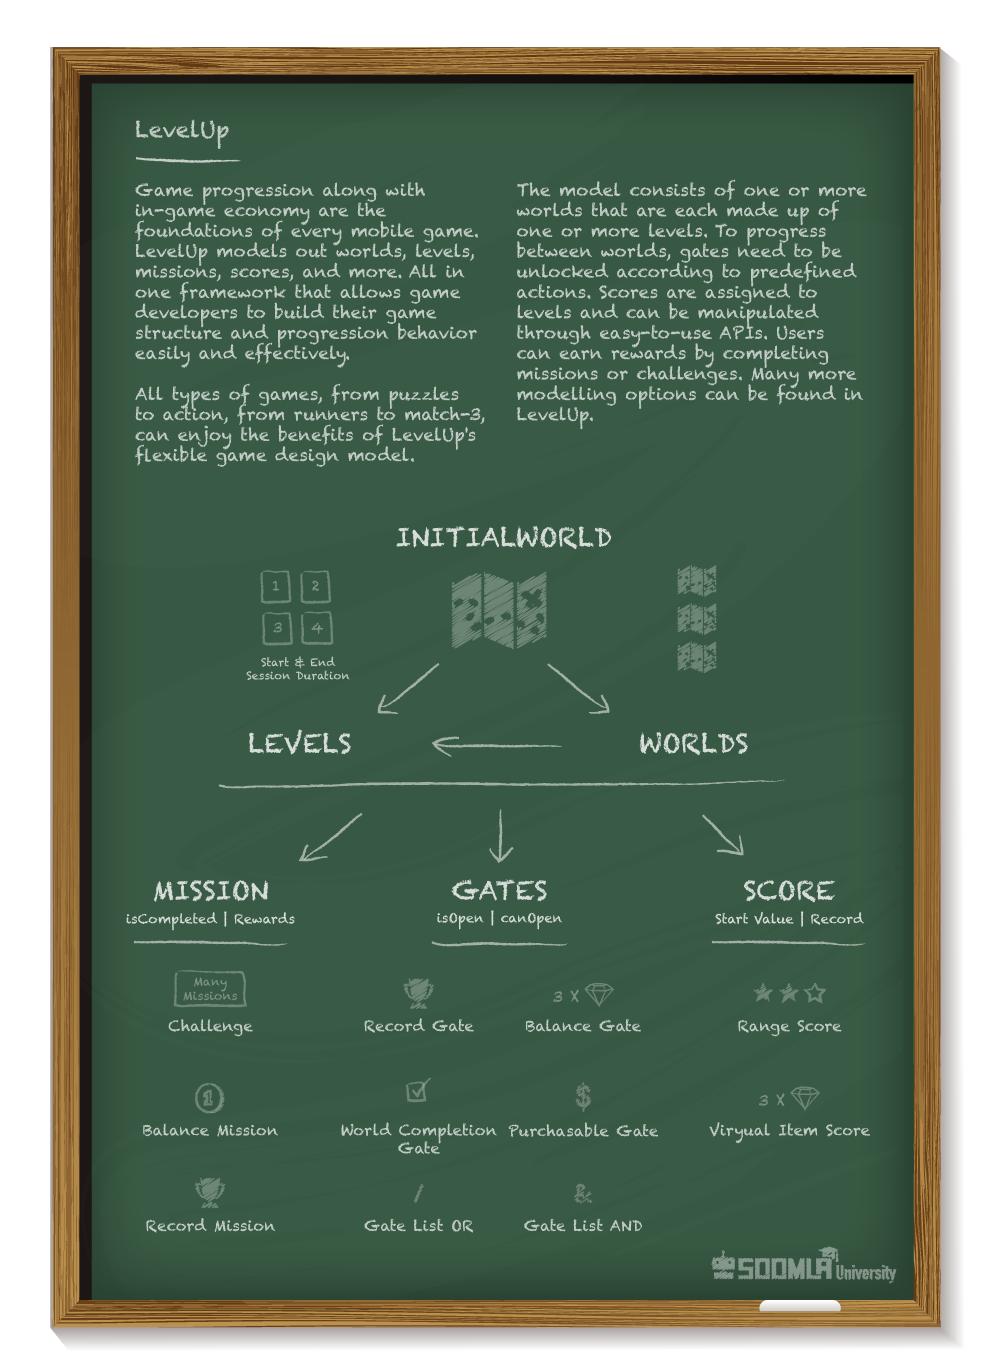 LevelUp
Game progression along with
in-game economy are the
foundations of every mobile game.
LevelUp models out worlds, levels,
missions, scores, and more. All in
one framework that allows game
developers to build their game
structure and progression behavior
easily and effectively.
All types of games, from puzzles
to action, from runners to match-3,
can enjoy the benefits of LevelUp's
flexible game design model.
The model consists of one or more
worlds that are each made up of
one or more levels. To progress
between worlds, gates need to be
unlocked according to predefined
actions. Scores are assigned to
levels and can be manipulated
through easy-to-use APIs. Users
can earn rewards by completing
missions or challenges. Many more
modelling options can be found in
LevelUp.
INITIALWORLD
1 2
3 4
Start & End
Session Duration
LEVELS
WORLDS
MISSION
isCompleted | Rewards
GATES
isOpen | canOpen
SCORE
Start Value | Record
Many
Missions
Challenge
Record Gate
3 X
Balance Gate
Range Score
1
Balance Mission
World Completion
Gate
$
Purchasable Gate
3 X
Viryual Item Score
Record Mission
/
Gate List OR
&
Gate List AND
SOOMLA University